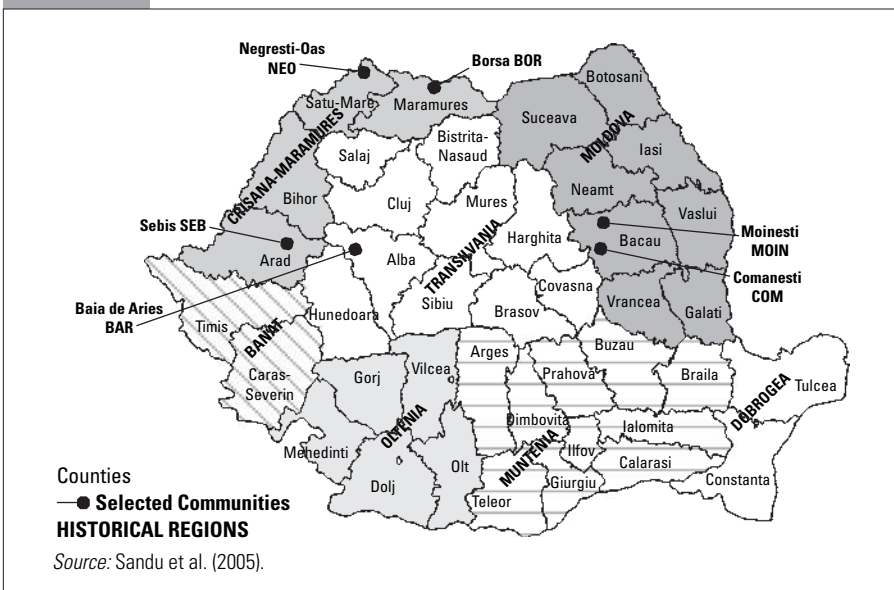 Negresti-Oas
NEO
Borsa BOR
Botosani
Satu-Mare
Maramures
Suceava
CRISANA-MARAMURES
Bistrita-
Nasaud
MOLDOVA
Salaj
Iasi
Neamt
Bihor
Cluj
Mures
Vaslui
Sebis SEB
Harghita
Moinesti
MOIN
Bacau
Arad
Alba
TRANSILVANIA
Comanesti
COM
Covasna
Baia de Aries
BAR
Sibiu
Hunedoara
Brasov
Vrancea
Galati
Timis
BANAT
Buzau
Arges
Vilcea
Gorj
Prahova
Braila
Caras-
Severin
Tulcea
DOBROGEA
Dimbovita
OLTENIA
Ialomita
Mehedinti
MUNTENIA
Ilfov
Calarasi
Olt
Constanta
Dolj
Giurgiu
Teleor
Counties
Selected Communities
HISTORICAL REGIONS
Source: Sandu et al. (2005).